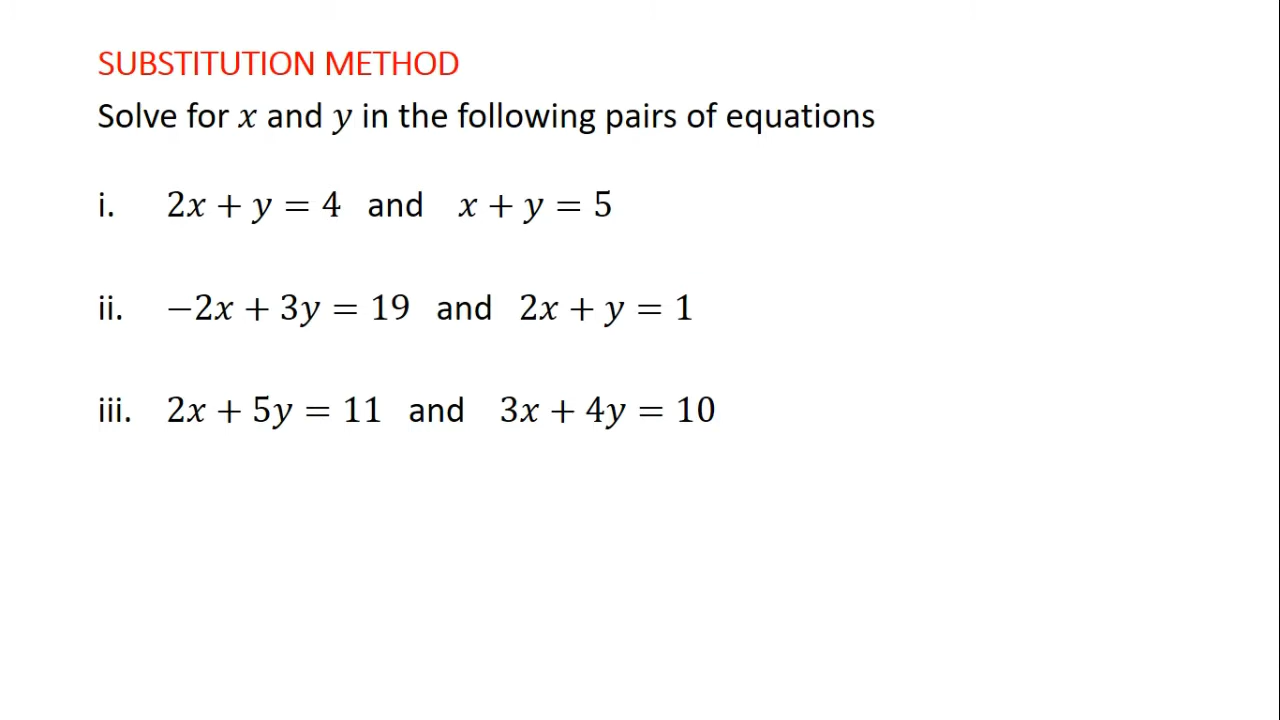 SUBSTITUTION METHOD
Solve for x and y in the following pairs of equations
i. 2x + y = 4 and x + y = 5
ii. −2x + 3y = 19 and 2x + y = 1
iii. 2x + 5y = 11 and 3x + 4y = 10